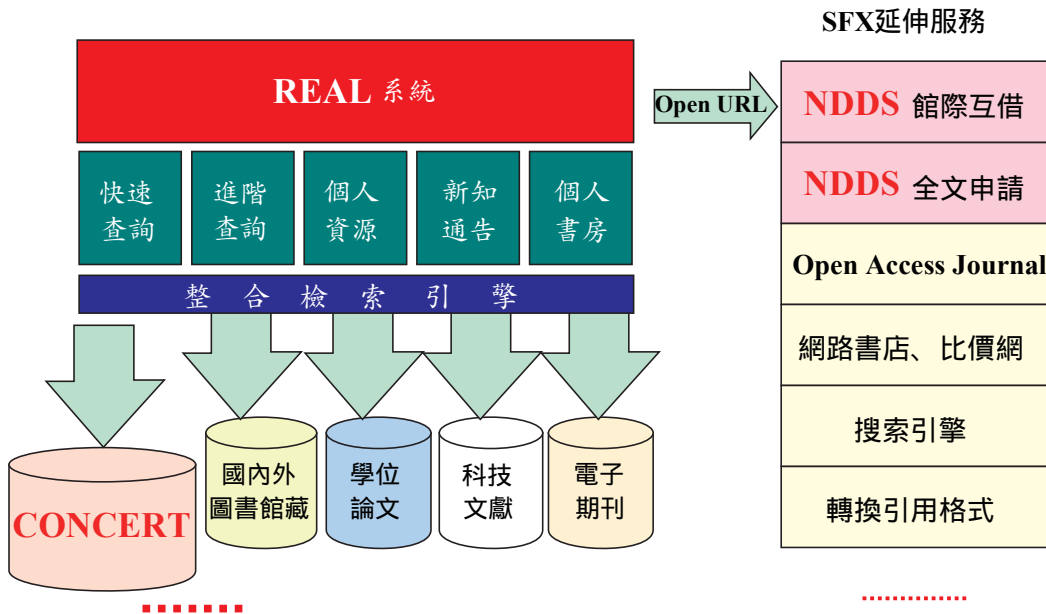 SFX延伸服務
REAL 系統
Open URL
快速
查詢
進階
查詢
個人
資源
新知
通告
個人
書房
整合檢索引擎
CONCERT
國內外
圖書館藏
學位
論文
科技
文獻
電子
期刊
NDDS 館際互借
NDDS 全文申請
Open Access Journal
網路書店、比價網
搜索引擎
轉換引用格式